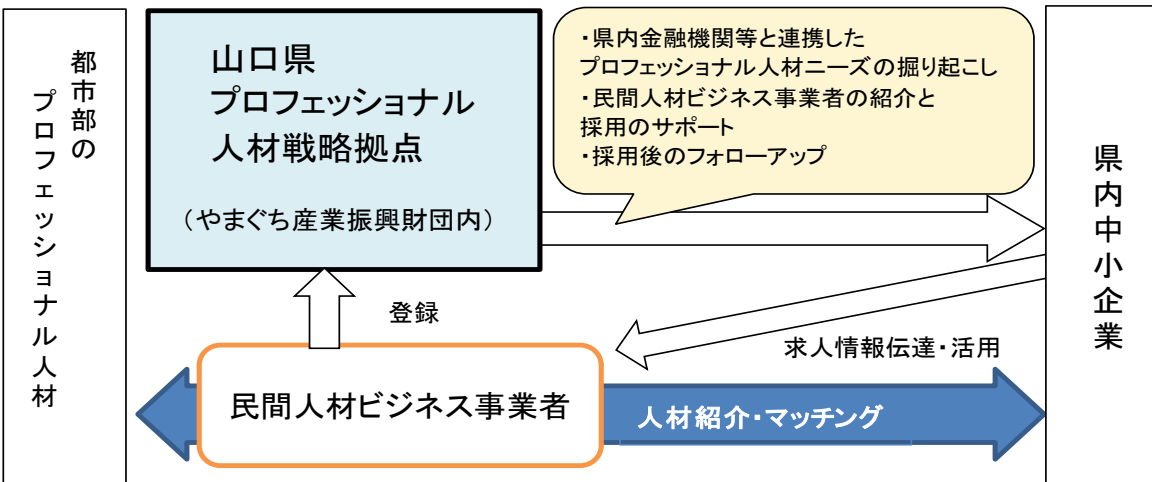 都市部の
プロフェッショナル人材
山口県
プロフェッショナル
人材戦略拠点
（やまぐち産業振興財団内）
・県内金融機関等と連携した
プロフェッショナル人材ニーズの掘り起こし
・民間人材ビジネス事業者の紹介と
採用のサポート
・採用後のフォローアップ
県内中小企業
登録
求人情報伝達・活用
民間人材ビジネス事業者
人材紹介・マッチング